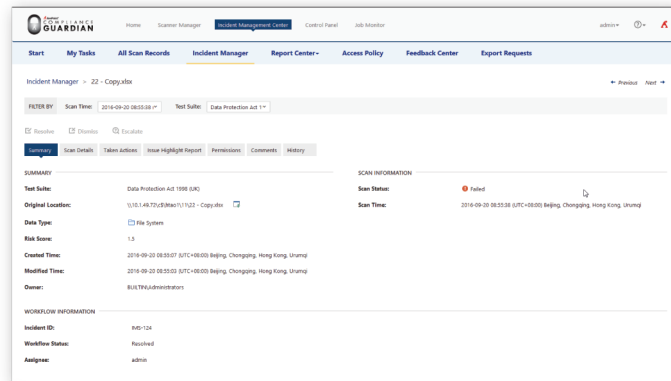 COMPLIANCE GUARDIAN
Home Scanner Manager Incident Management Center Control Panel Job Monitor admin
Start My Tasks All Scan Records Incident Manager Report Center Access Policy Feedback Center Export Requests
Incident Manager > 22 - Copy.xlsx Previous Next
FILTER BY Scan Time: 2016-09-20 08:55:38 Test Suite: Data Protection Act 1
Resolve Dismiss Escalate
Summary Scan Details Taken Actions Issue Highlight Report Permissions Comments History
SUMMARY SCAN INFORMATION
Test Suite: Data Protection Act 1998 (UK) Scan Status: Failed
Original Location: 22 - Copy.xlsx Scan Time: 2016-09-20 08:55:38 (UTC+08:00) Beijing, Chongqing, Hong Kong, Urumqi
Data Type: File System
Risk Score: 1.5
Created Time: 2016-09-20 08:55:07 (UTC+08:00) Beijing, Chongqing, Hong Kong, Urumqi
Modified Time: 2016-09-20 08:55:03 (UTC+08:00) Beijing, Chongqing, Hong Kong, Urumqi
Owner: BUILTIN\Administrators
WORKFLOW INFORMATION
Incident ID: IMS-124
Workflow Status: Resolved
Assignee: admin